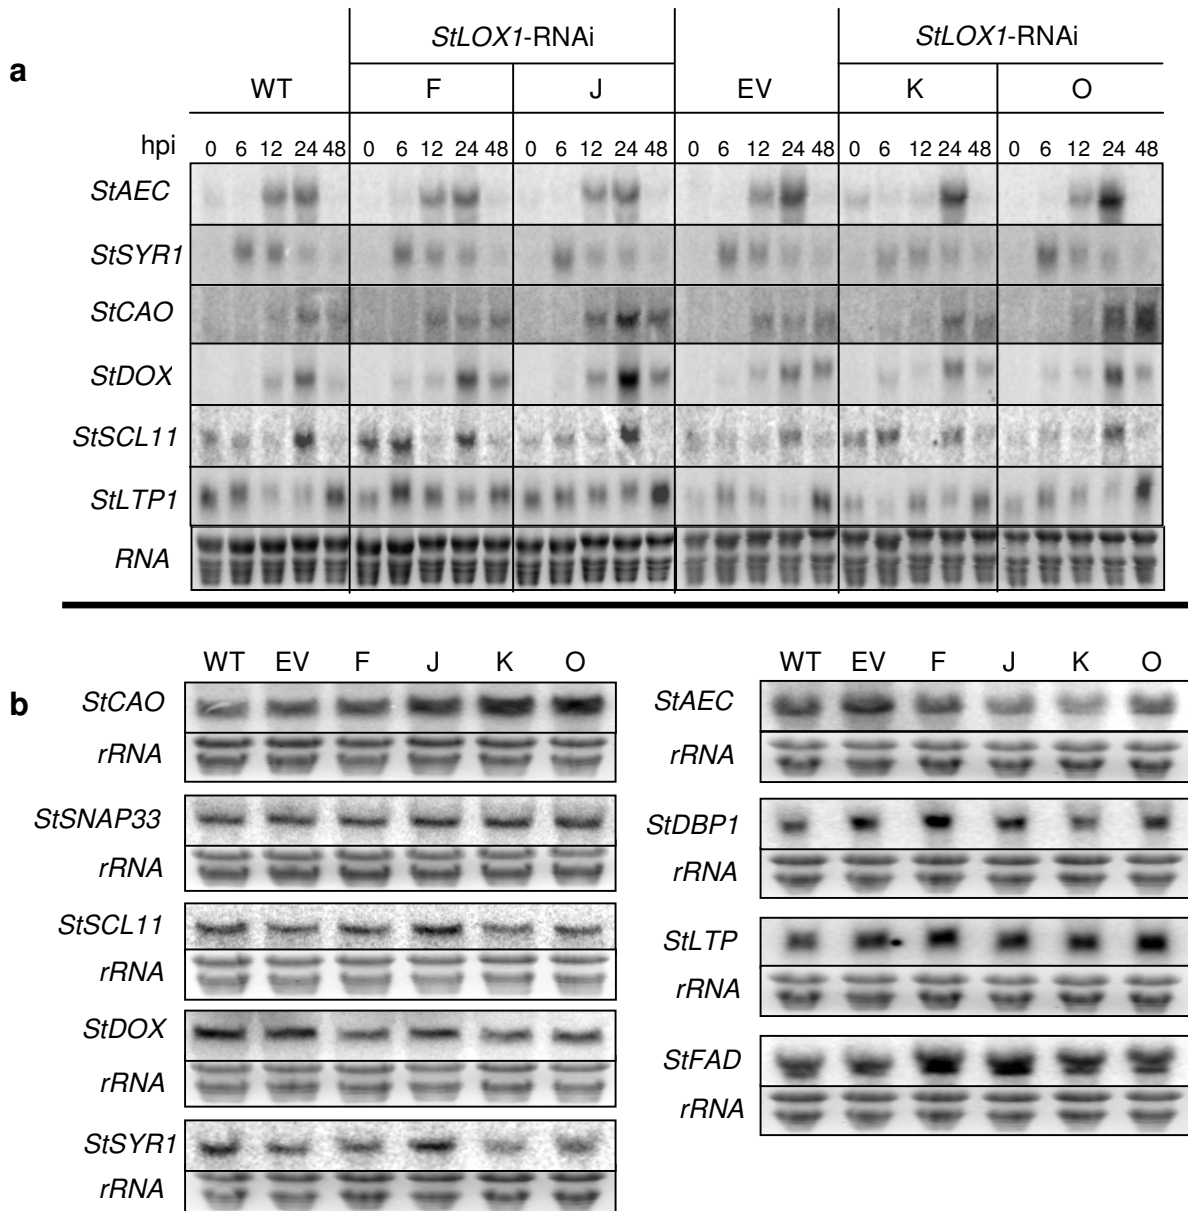 StLOX1-RNAi StLOX1-RNAi
a
WT F J EV K O
hpi 0 6 12 24 48 0 6 12 24 48 0 6 12 24 48 0 6 12 24 48 0 6 12 24 48 0 6 12 24 48
StAEC
StSYR1
StCAO
StDOX
StSCL11
StLTP1
RNA
b
WT EV F J K O
StCAO
rRNA
StSNAP33
rRNA
StSCL11
rRNA
StDOX
rRNA
StSYR1
rRNA
WT EV F J K O
StAEC
rRNA
StDBP1
rRNA
StLTP
rRNA
StFAD
rRNA